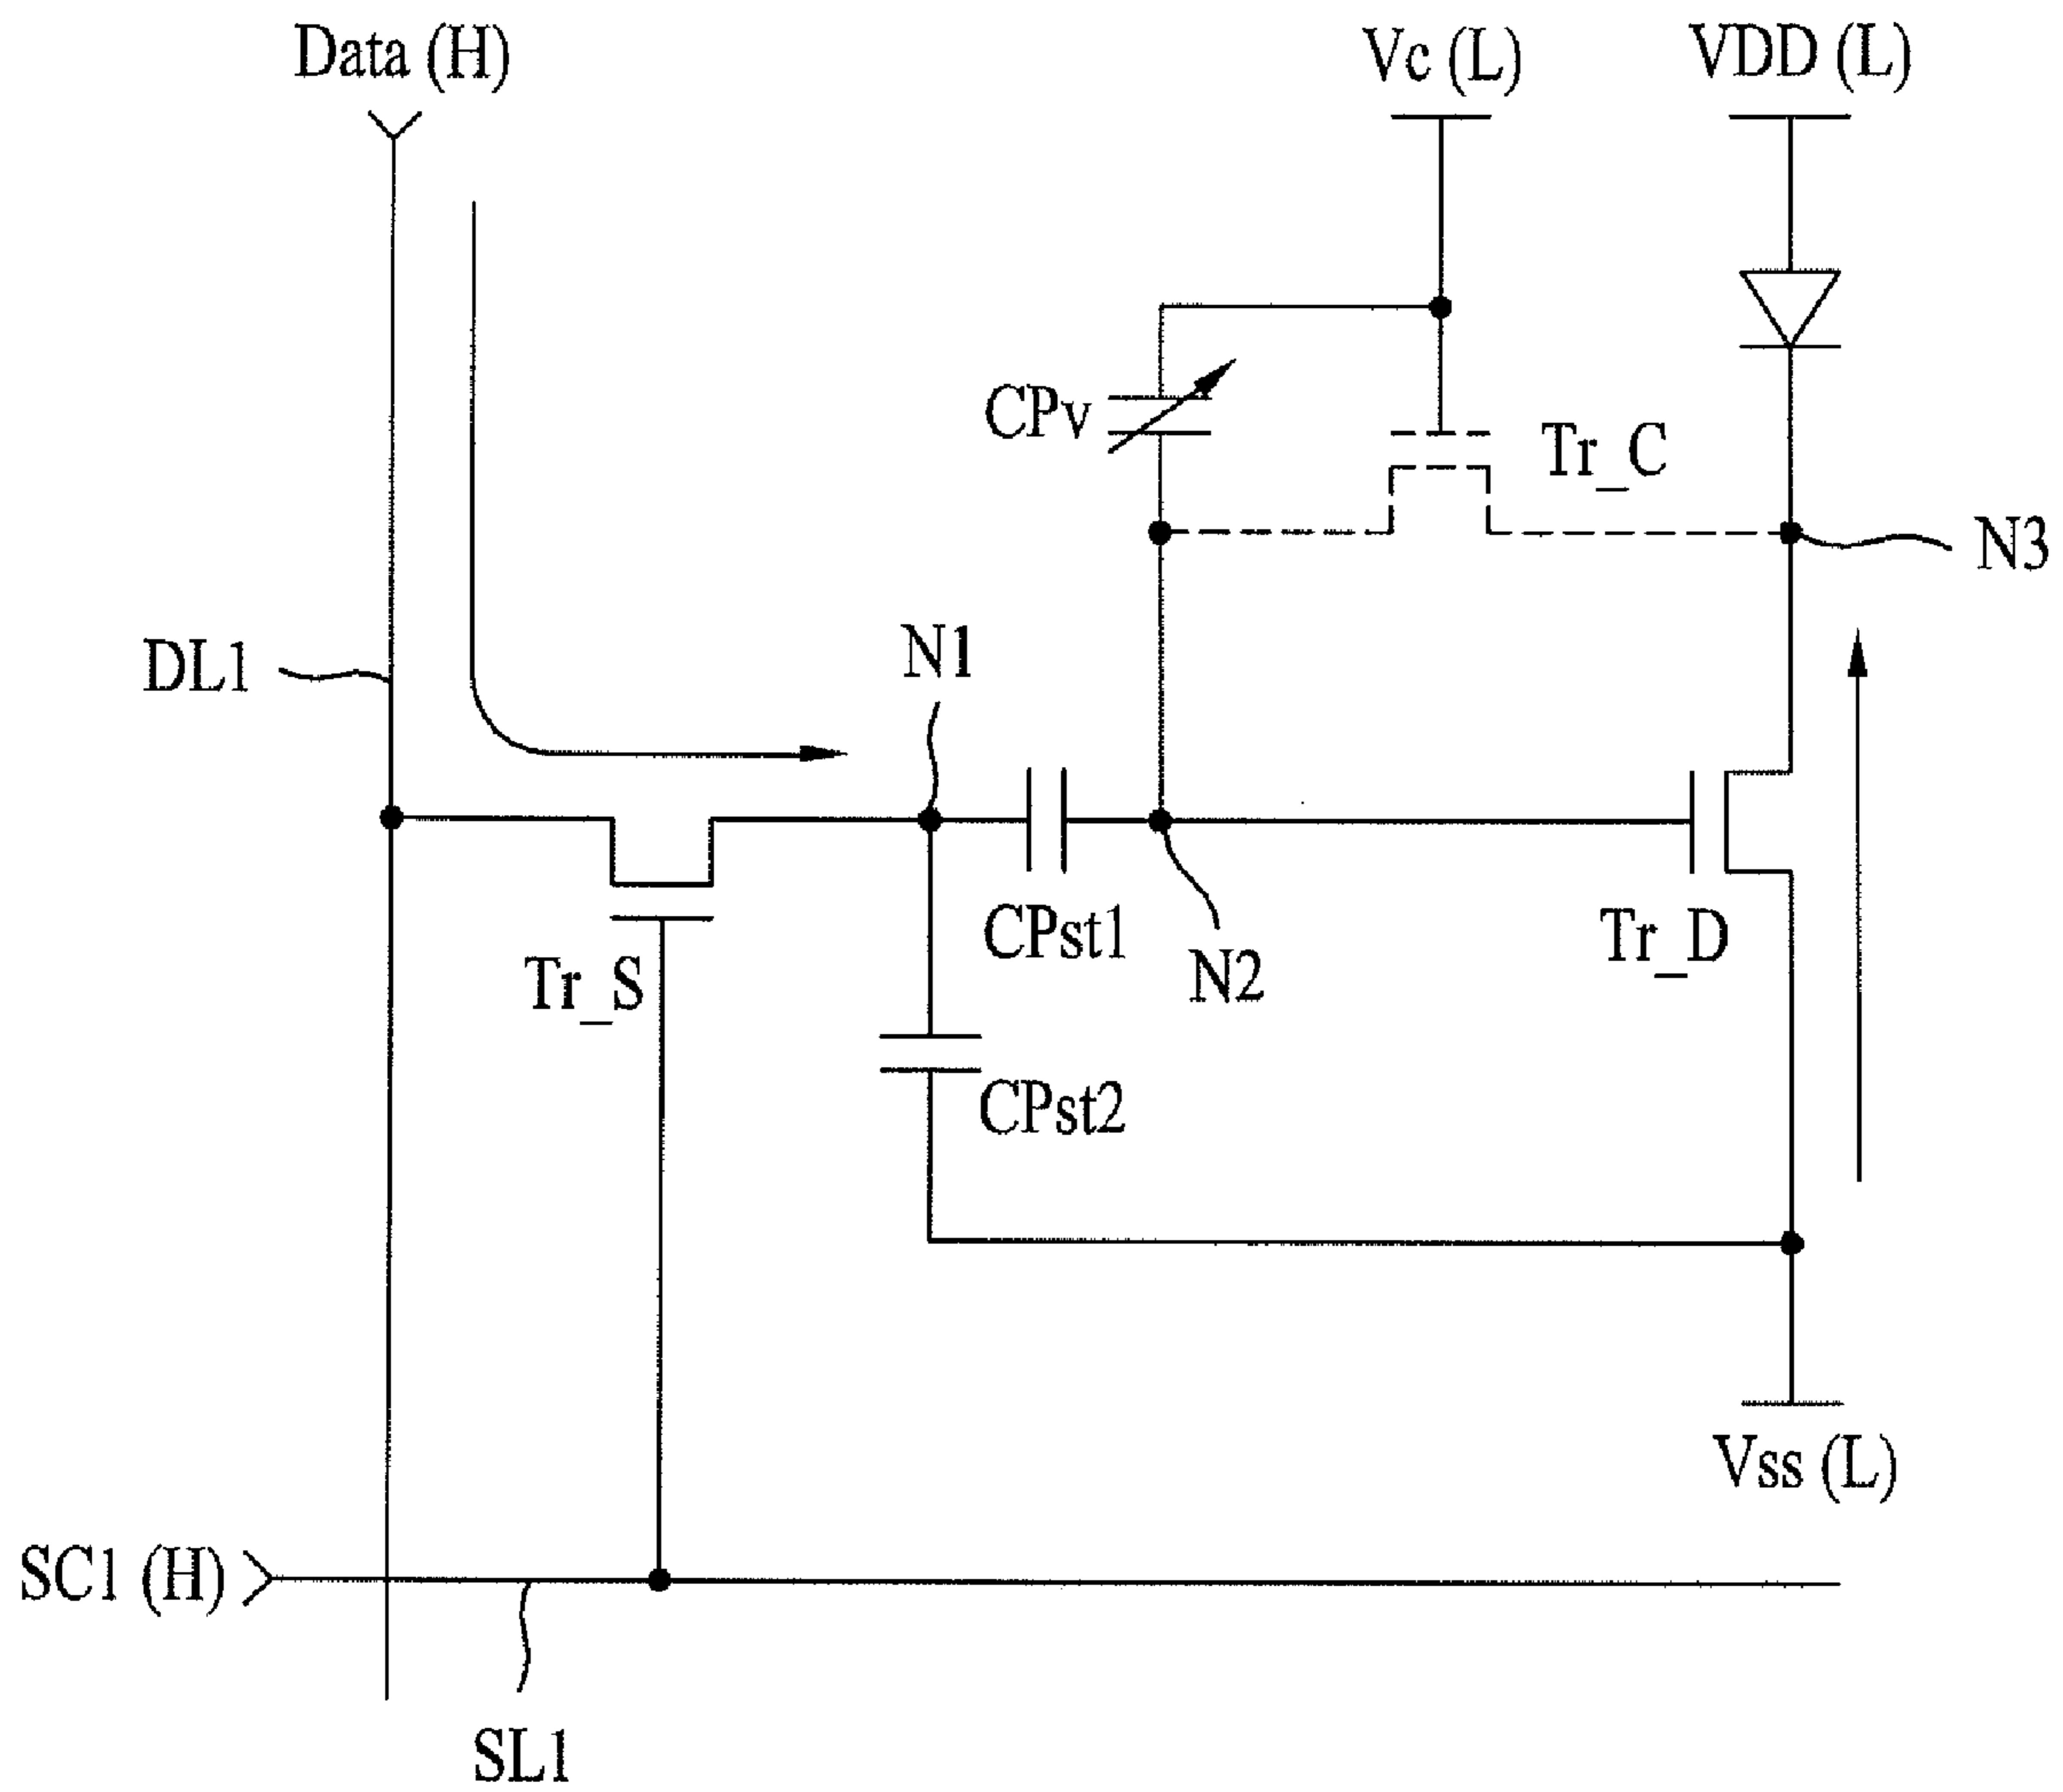 Data (H)
Vc (L)
VDD (L)
CPv
Tr_C
N3
DL1
N1
CPst1
N2
Tr_D
Tr_S
CPst2
Vss (L)
SC1 (H)
SL1